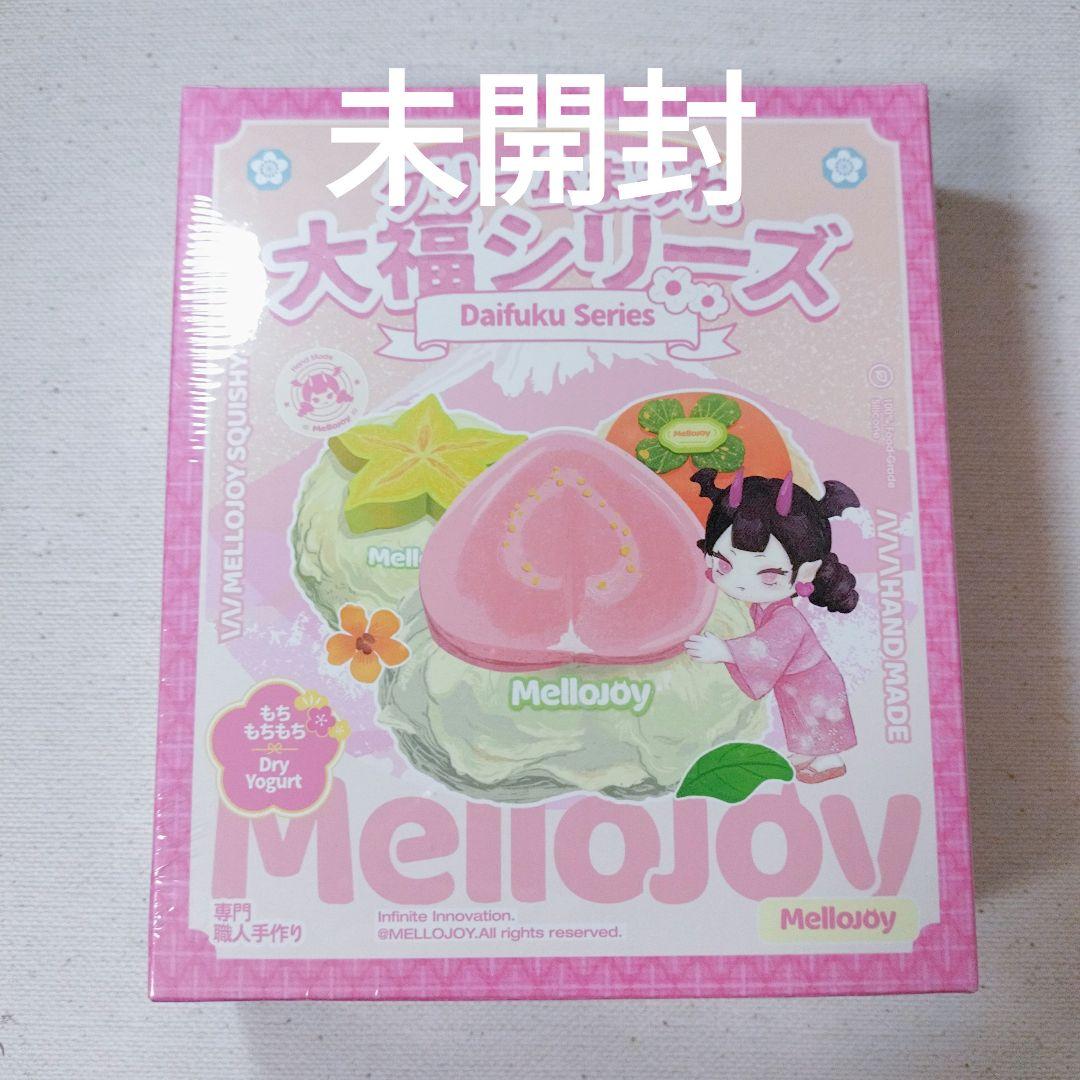 未開封
大福シリーズ
Daifuku Series
Hand Made
Mellojoy
MELLOJOY SQUISHY
Mellojoy
100% Food-Grade
Silicone
HAND MADE
Mellojoy
もち
もちもち
Dry
Yogurt
Mellojoy
専門
職人手作り
Infinite Innovation.
@MELLOJOY.All rights reserved.
Mellojoy